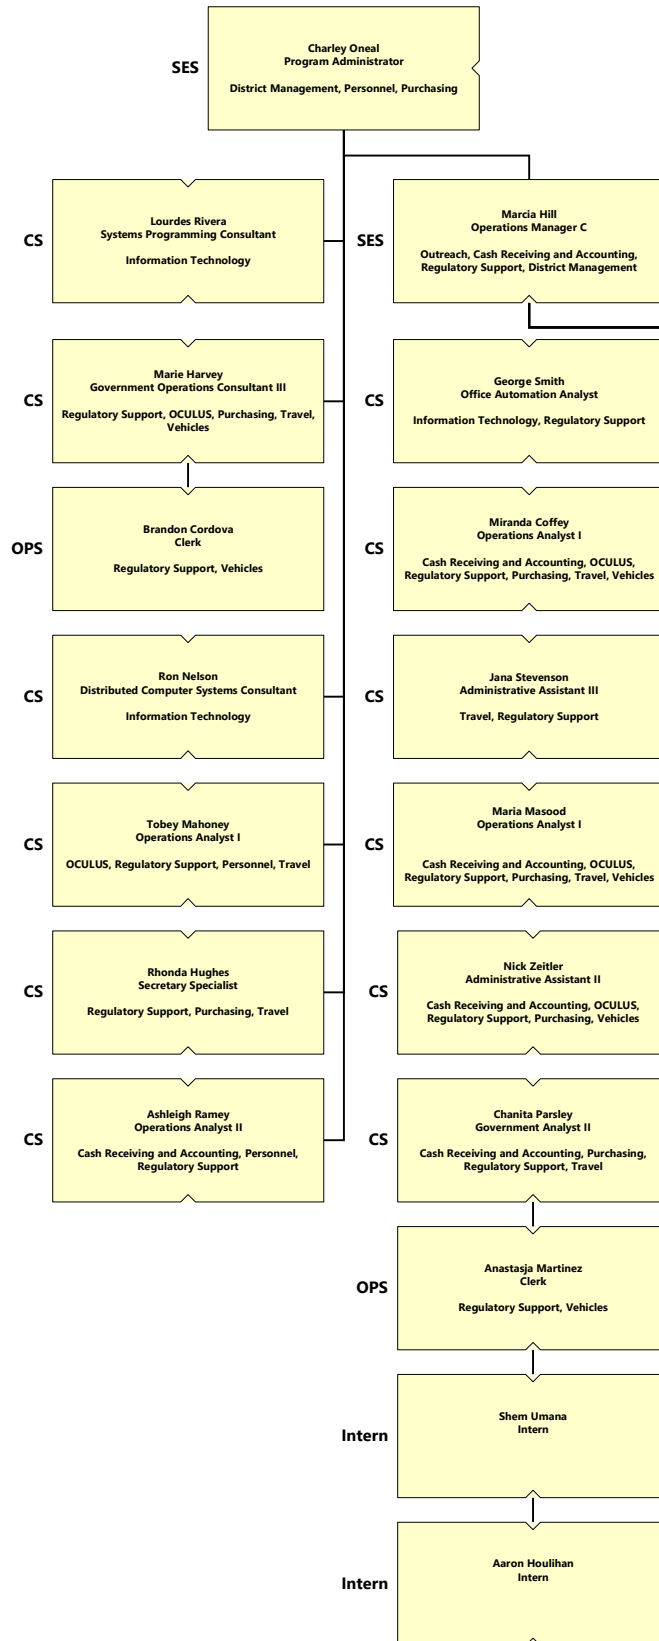 SES
Charley Oneal
Program Administrator
District Management, Personnel, Purchasing
CS
Lourdes Rivera
Systems Programming Consultant
Information Technology
SES
Marcia Hill
Operations Manager C
Outreach, Cash Receiving and Accounting,
Regulatory Support, District Management
CS
Marie Harvey
Government Operations Consultant III
Regulatory Support, OCULUS, Purchasing, Travel,
Vehicles
CS
George Smith
Office Automation Analyst
Information Technology, Regulatory Support
OPS
Brandon Cordova
Clerk
Regulatory Support, Vehicles
CS
Miranda Coffey
Operations Analyst I
Cash Receiving and Accounting, OCULUS,
Regulatory Support, Purchasing, Travel, Vehicles
CS
Ron Nelson
Distributed Computer Systems Consultant
Information Technology
CS
Jana Stevenson
Administrative Assistant III
Travel, Regulatory Support
CS
Tobey Mahoney
Operations Analyst I
OCULUS, Regulatory Support, Personnel, Travel
CS
Maria Masood
Operations Analyst I
Cash Receiving and Accounting, OCULUS,
Regulatory Support, Purchasing, Travel, Vehicles
CS
Rhonda Hughes
Secretary Specialist
Regulatory Support, Purchasing, Travel
CS
Nick Zeitler
Administrative Assistant II
Cash Receiving and Accounting, OCULUS,
Regulatory Support, Purchasing, Vehicles
CS
Ashleigh Ramey
Operations Analyst II
Cash Receiving and Accounting, Personnel,
Regulatory Support
CS
Chanita Parsley
Government Analyst II
Cash Receiving and Accounting, Purchasing,
Regulatory Support, Travel
OPS
Anastasja Martinez
Clerk
Regulatory Support, Vehicles
Intern
Shem Umana
Intern
Intern
Aaron Houlihan
Intern